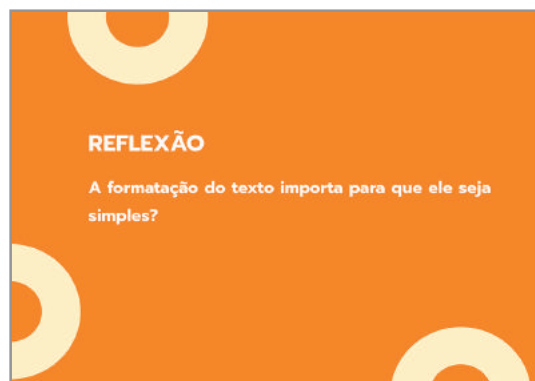 REFLEXÃO
A formatação do texto importa para que ele seja
simples?